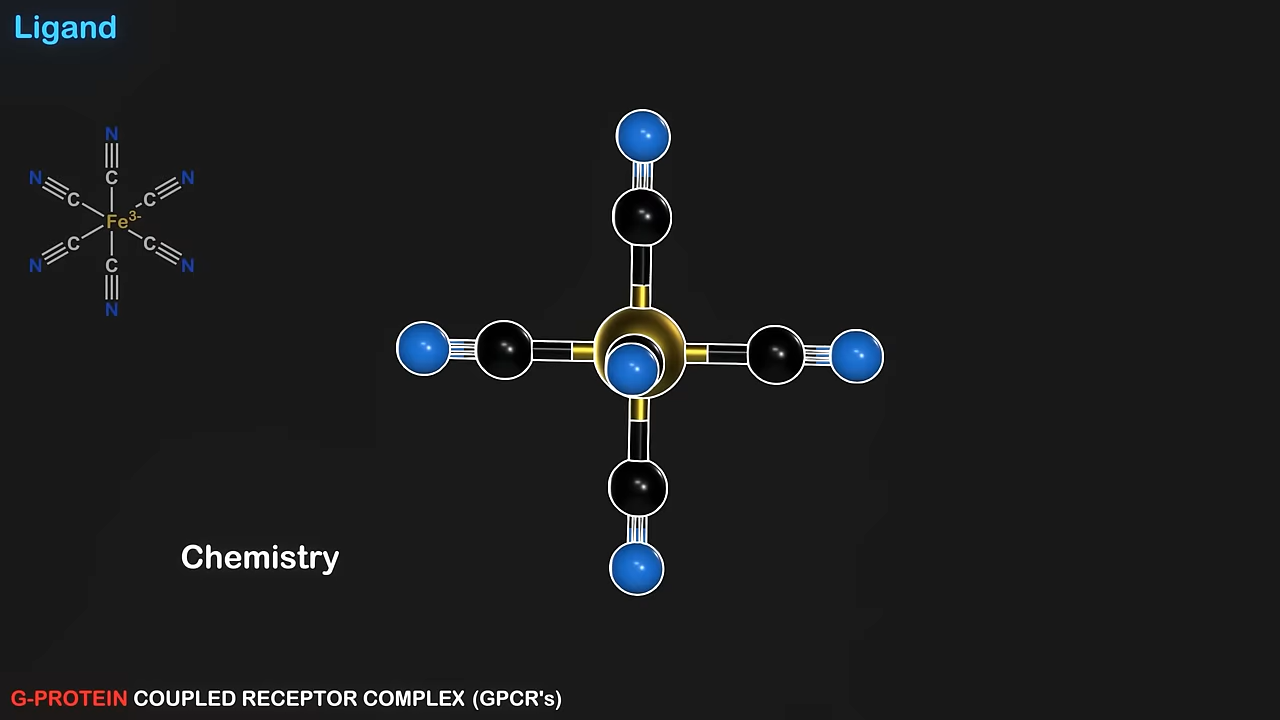 Ligand
N
N C C N
Fe3-
N C C N
N
C
C
Chemistry
G-PROTEIN COUPLED RECEPTOR COMPLEX (GPCR's)